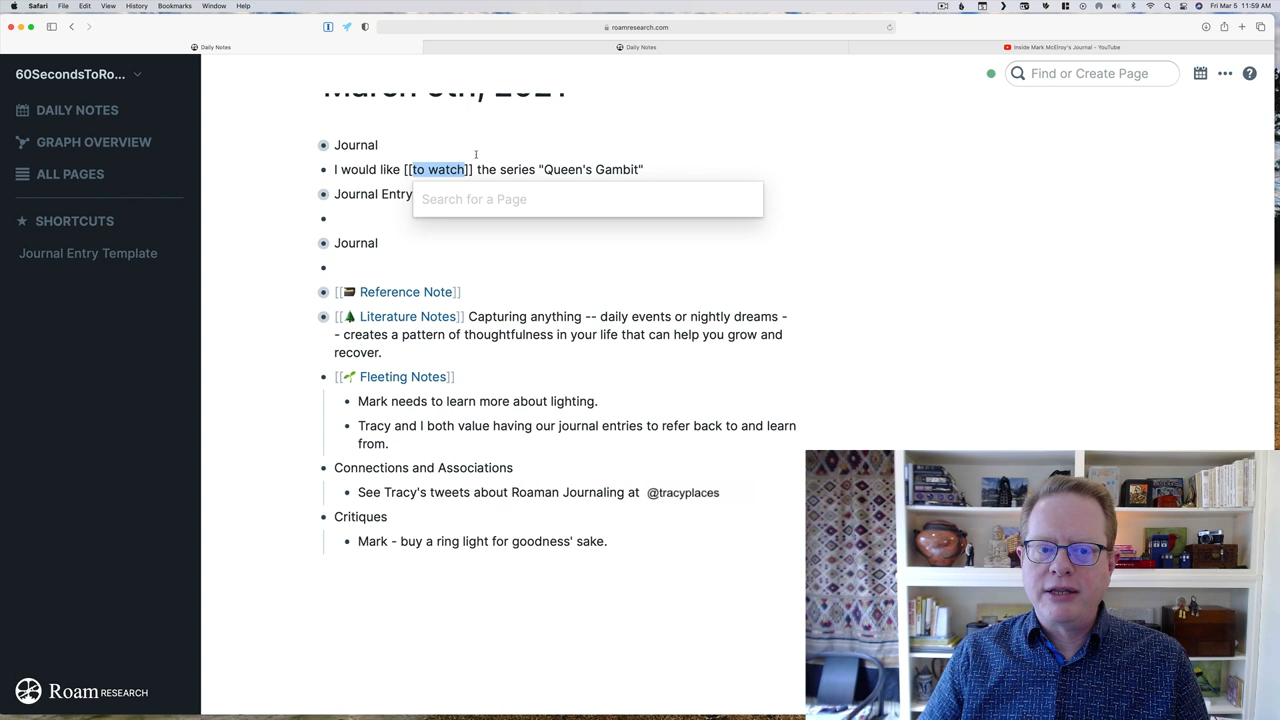 Safari File Edit View History Bookmarks Window Help
Fri Mar 5 11:59 AM
roamresearch.com
Daily Notes
Daily Notes
Inside Mark McElroy's Journal - YouTube
60SecondsToRo...
Find or Create Page
DAILY NOTES
GRAPH OVERVIEW
ALL PAGES
SHORTCUTS
Journal Entry Template
Roam RESEARCH
Journal
I would like [[to watch]] the series "Queen's Gambit"
Journal Entry
Search for a Page
Journal
[[🗃 Reference Note]]
[[🌲 Literature Notes]] Capturing anything -- daily events or nightly dreams -
- creates a pattern of thoughtfulness in your life that can help you grow and
recover.
[[🌱 Fleeting Notes]]
Mark needs to learn more about lighting.
Tracy and I both value having our journal entries to refer back to and learn
from.
Connections and Associations
See Tracy's tweets about Roaman Journaling at @tracyplaces
Critiques
Mark - buy a ring light for goodness' sake.